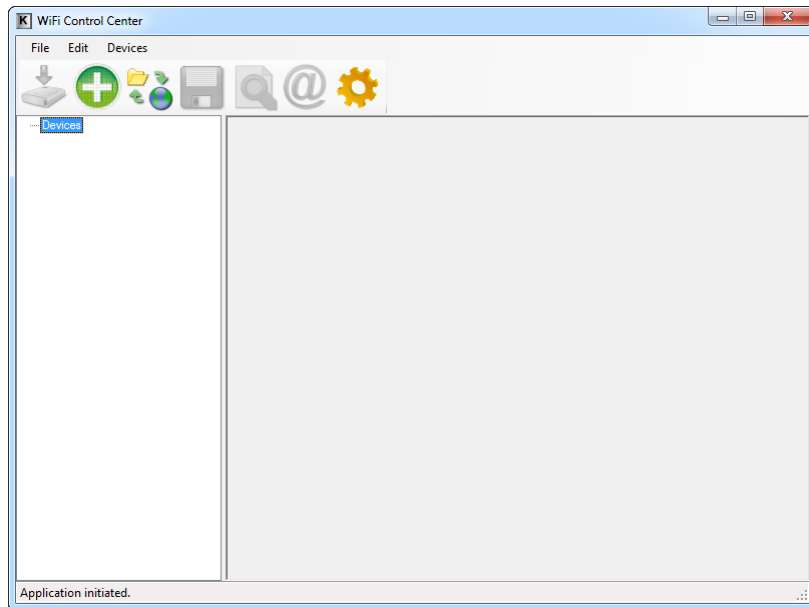 K WiFi Control Center
File Edit Devices
@
Devices
Application initiated.